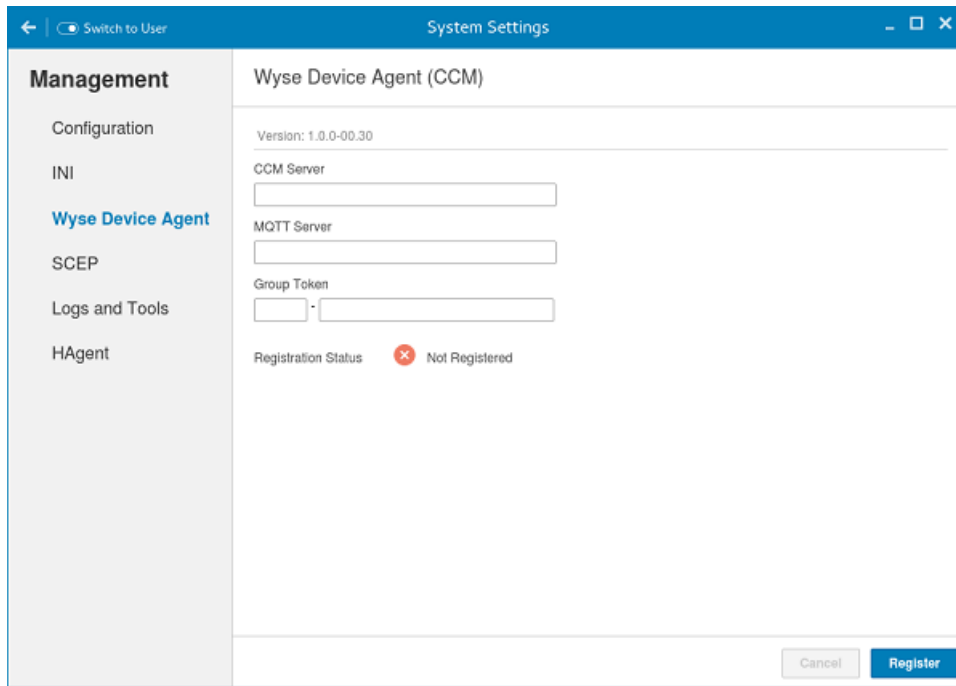 Switch to User
System Settings
Management
Configuration
INI
Wyse Device Agent
SCEP
Logs and Tools
HAgent
Wyse Device Agent (CCM)
Version: 1.0.0-00.30
CCM Server
MQTT Server
Group Token
-
Registration Status
Not Registered
Cancel
Register